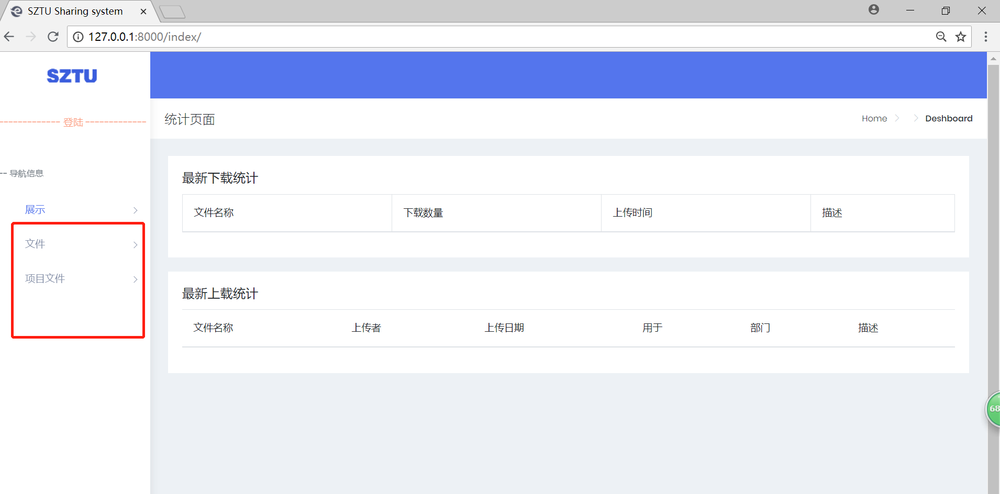 SZTU Sharing system
127.0.0.1:8000/index/
SZTU
------------- 登陆 -------------
-- 导航信息
展示
文件
项目文件
统计页面
Home Deshboard
最新下载统计
文件名称 下载数量 上传时间 描述
最新上载统计
文件名称 上传者 上传日期 用于 部门 描述
68